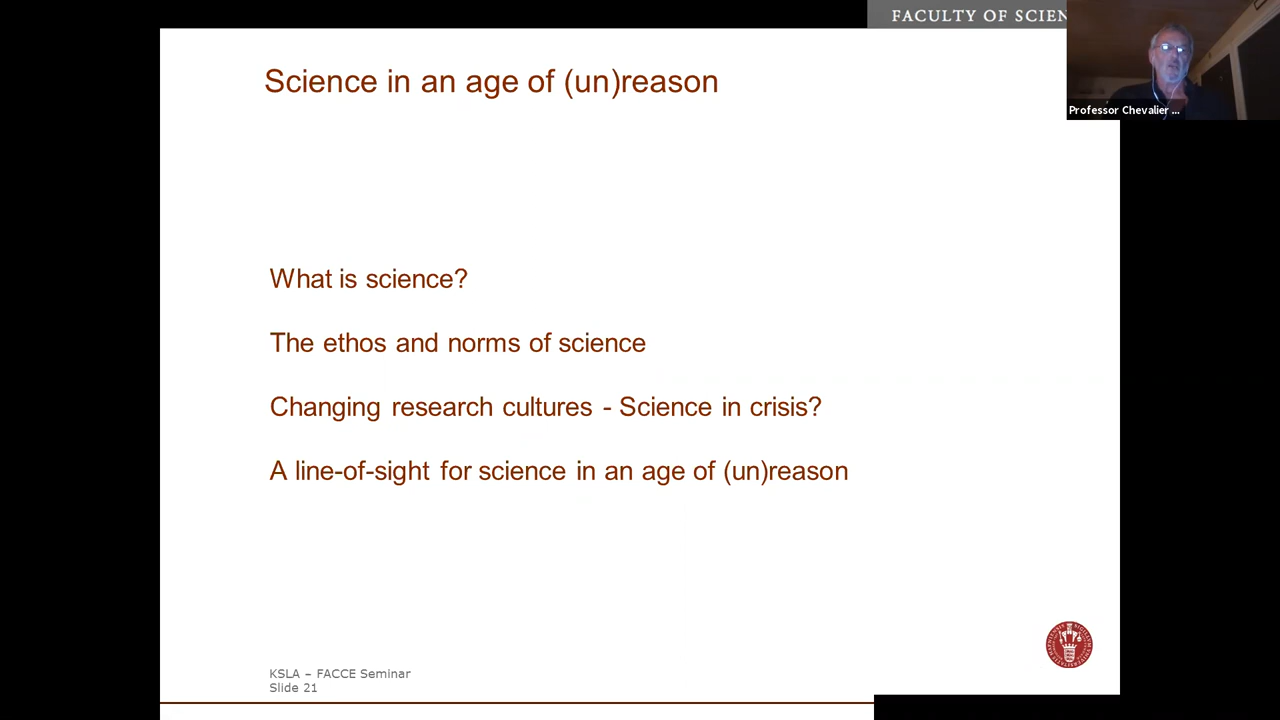 FACULTY OF SCIEN
Professor Chevalier ...
Science in an age of (un)reason
What is science?
The ethos and norms of science
Changing research cultures - Science in crisis?
A line-of-sight for science in an age of (un)reason
KSLA – FACCE Seminar
Slide 21